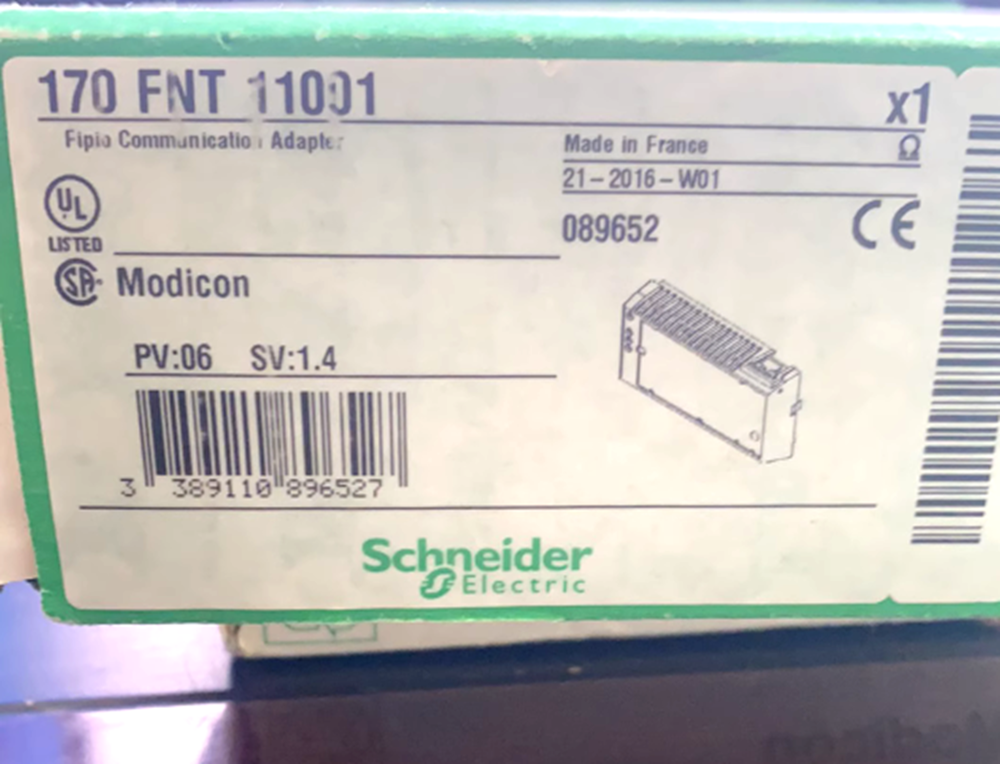 170 FNT 11001
x1
Fipio Communication Adapter
Made in France
Ω
21-2016-W01
UL
LISTED
089652
CE
SA
Modicon
PV:06 SV:1.4
3 389110 896527
Schneider
Electric